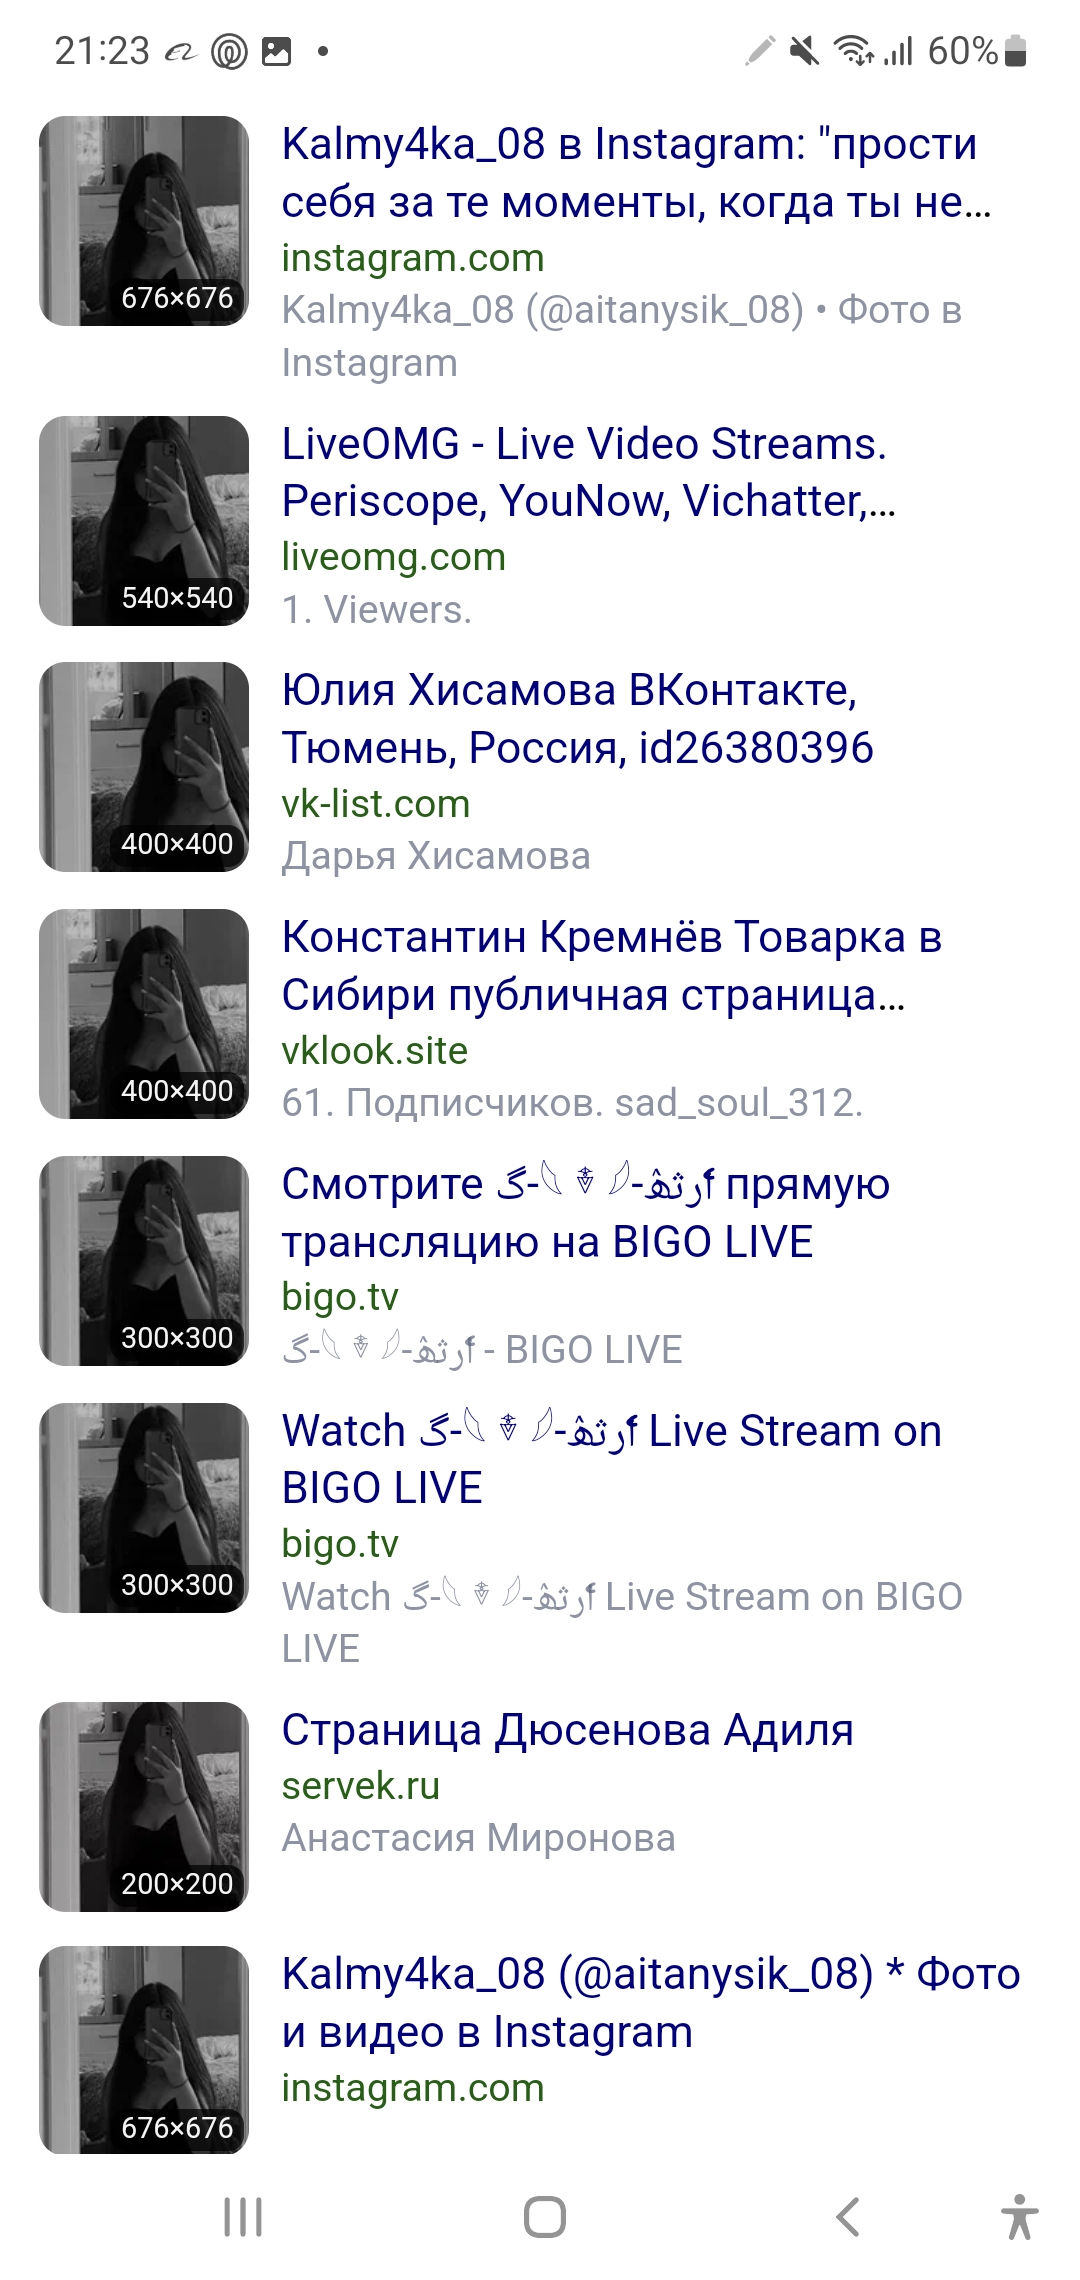 21:23
60%
Kalmy4ka_08 в Instagram: "прости
себя за те моменты, когда ты не...
instagram.com
Kalmy4ka_08 (@aitanysik_08) • Фото в
Instagram
676×676
LiveOMG - Live Video Streams.
Periscope, YouNow, Vichatter,...
liveomg.com
1. Viewers.
540×540
Юлия Хисамова ВКонтакте,
Тюмень, Россия, id26380396
vk-list.com
Дарья Хисамова
400×400
Константин Кремнёв Товарка в
Сибири публичная страница...
vklook.site
61. Подписчиков. sad_soul_312.
400×400
Смотрите прямую
трансляцию на BIGO LIVE
bigo.tv
- BIGO LIVE
300×300
Watch Live Stream on
BIGO LIVE
bigo.tv
Watch Live Stream on BIGO
LIVE
300×300
Страница Дюсенова Адиля
servek.ru
Анастасия Миронова
200×200
Kalmy4ka_08 (@aitanysik_08) * Фото
и видео в Instagram
instagram.com
676×676